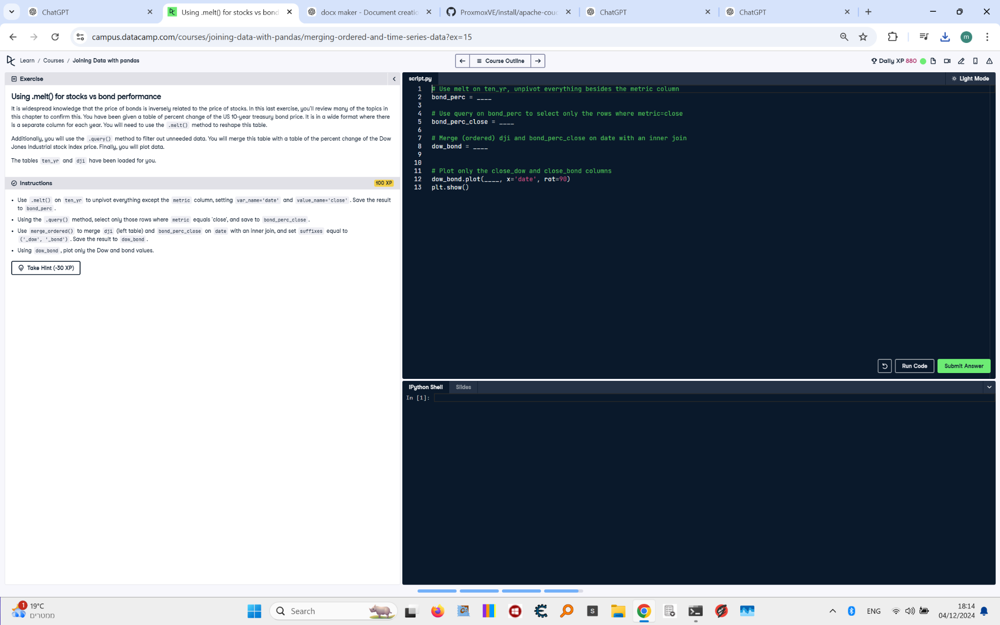 ChatGPT
Using .melt() for stocks vs bond
docx maker - Document creatio
ProxmoxVE/install/apache-couc
ChatGPT
ChatGPT
campus.datacamp.com/courses/joining-data-with-pandas/merging-ordered-and-time-series-data?ex=15
m
Learn / Courses / Joining Data with pandas
Course Outline
Daily XP 880
Exercise
Using .melt() for stocks vs bond performance
It is widespread knowledge that the price of bonds is inversely related to the price of stocks. In this last exercise, you'll review many of the topics in
this chapter to confirm this. You have been given a table of percent change of the US 10-year treasury bond price. It is in a wide format where there
is a separate column for each year. You will need to use the .melt() method to reshape this table.
Additionally, you will use the .query() method to filter out unneeded data. You will merge this table with a table of the percent change of the Dow
Jones Industrial stock index price. Finally, you will plot data.
The tables ten_yr and dji have been loaded for you.
Instructions
100 XP
• Use .melt() on ten_yr to unpivot everything except the metric column, setting var_name='date' and value_name='close'. Save the result
to bond_perc.
• Using the .query() method, select only those rows where metric equals 'close', and save to bond_perc_close.
• Use merge_ordered() to merge dji (left table) and bond_perc_close on date with an inner join, and set suffixes equal to
('_dow', '_bond'). Save the result to dow_bond.
• Using dow_bond, plot only the Dow and bond values.
Take Hint (-30 XP)
script.py
Light Mode
1 # Use melt on ten_yr, unpivot everything besides the metric column
2 bond_perc = ____
3
4 # Use query on bond_perc to select only the rows where metric=close
5 bond_perc_close = ____
6
7 # Merge (ordered) dji and bond_perc_close on date with an inner join
8 dow_bond = ____
9
10
11 # Plot only the close_dow and close_bond columns
12 dow_bond.plot(____, x='date', rot=90)
13 plt.show()
Run Code
Submit Answer
IPython Shell
Slides
In [1]:
1
19°C
ממטרים
Search
S
ENG
18:14
04/12/2024